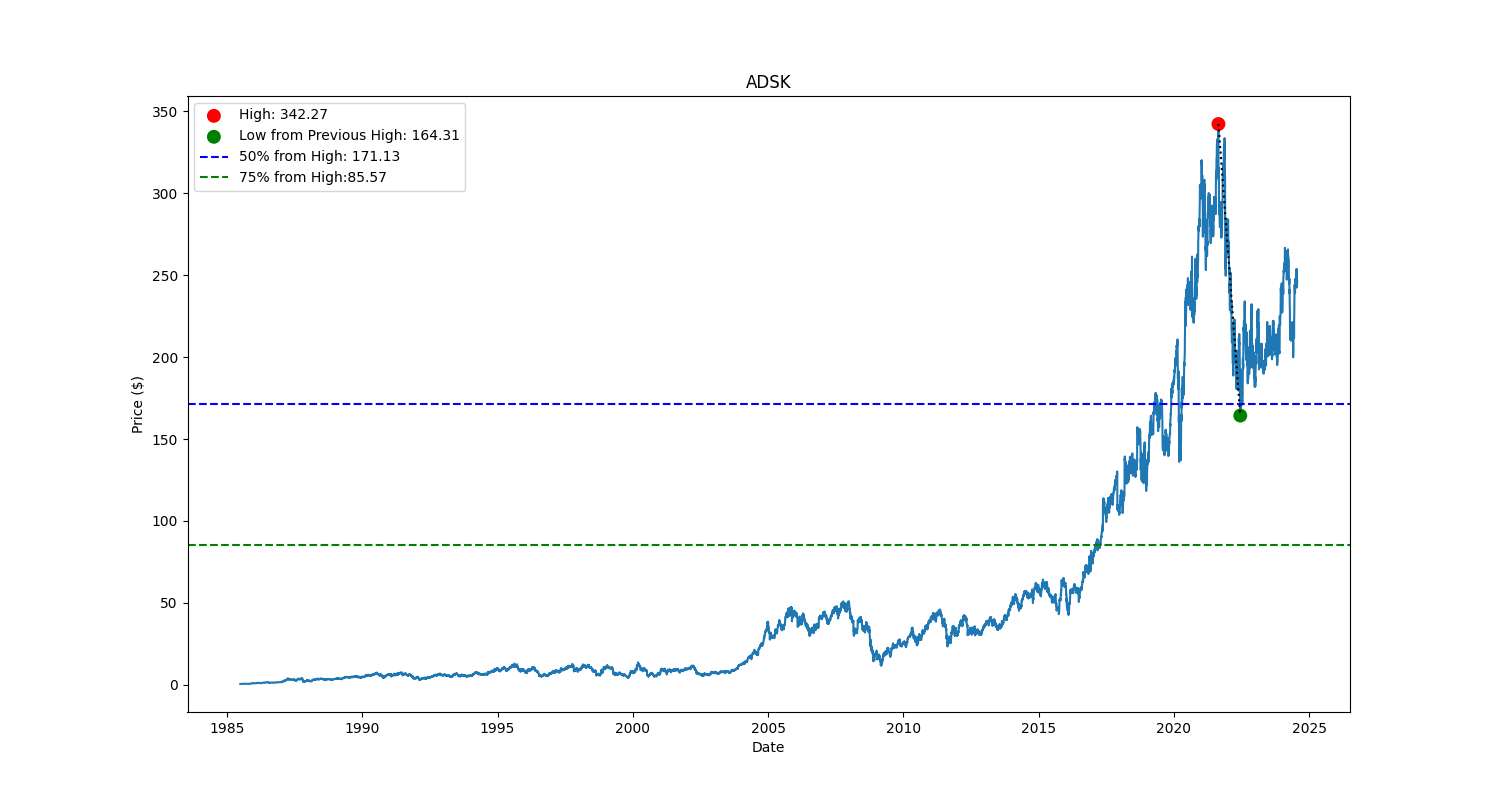 ADSK
High: 342.27
Low from Previous High: 164.31
50% from High: 171.13
75% from High:85.57
350
300
250
200
150
100
50
0
Price ($)
1985 1990 1995 2000 2005 2010 2015 2020 2025
Date